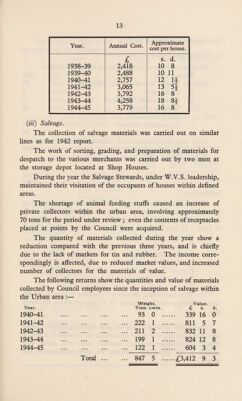 13
Year. Annual Cost. Approximate cost per house.
£ s. d.
1938–39 2,418 10 8
1939–40 2,488 10 11
1940–41 2,757 12 1½
1941–42 3,065 13 5½
1942–43 3,792 16 8
1943–44 4,258 18 8½
1944–45 3,779 16 8
(iii) Salvage.
The collection of salvage materials was carried out on similar
lines as for 1942 report.
The work of sorting, grading, and preparation of materials for
despatch to the various merchants was carried out by two men at
the storage depot located at Shop Houses.
During the year the Salvage Stewards, under W.V.S. leadership,
maintained their visitation of the occupants of houses within defined
areas.
The shortage of animal feeding stuffs caused an increase of
private collectors within the urban area, involving approximately
70 tons for the period under review ; even the contents of receptacles
placed at points by the Council were acquired.
The quantity of materials collected during the year show a
reduction compared with the previous three years, and is chiefly
due to the lack of markets for tin and rubber. The income corre-
spondingly is affected, due to reduced market values, and increased
number of collectors for the materials of value.
The following returns show the quantities and value of materials
collected by Council employees since the inception of salvage within
the Urban area :—
Weight. Value.
Year. Tons cwts. £ s. d.
1940–41 ... ... ... ... 93 0 ...... 339 16 0
1941–42 ... ... ... ... 222 1 ...... 811 5 7
1942–43 ... ... ... ... 211 2 ...... 832 11 8
1943–44 ... ... ... ... 199 1 ...... 824 12 8
1944–45 ... ... ... ... 122 1 ...... 604 3 4
Total ... ... 847 5 ......£3,412 9 3